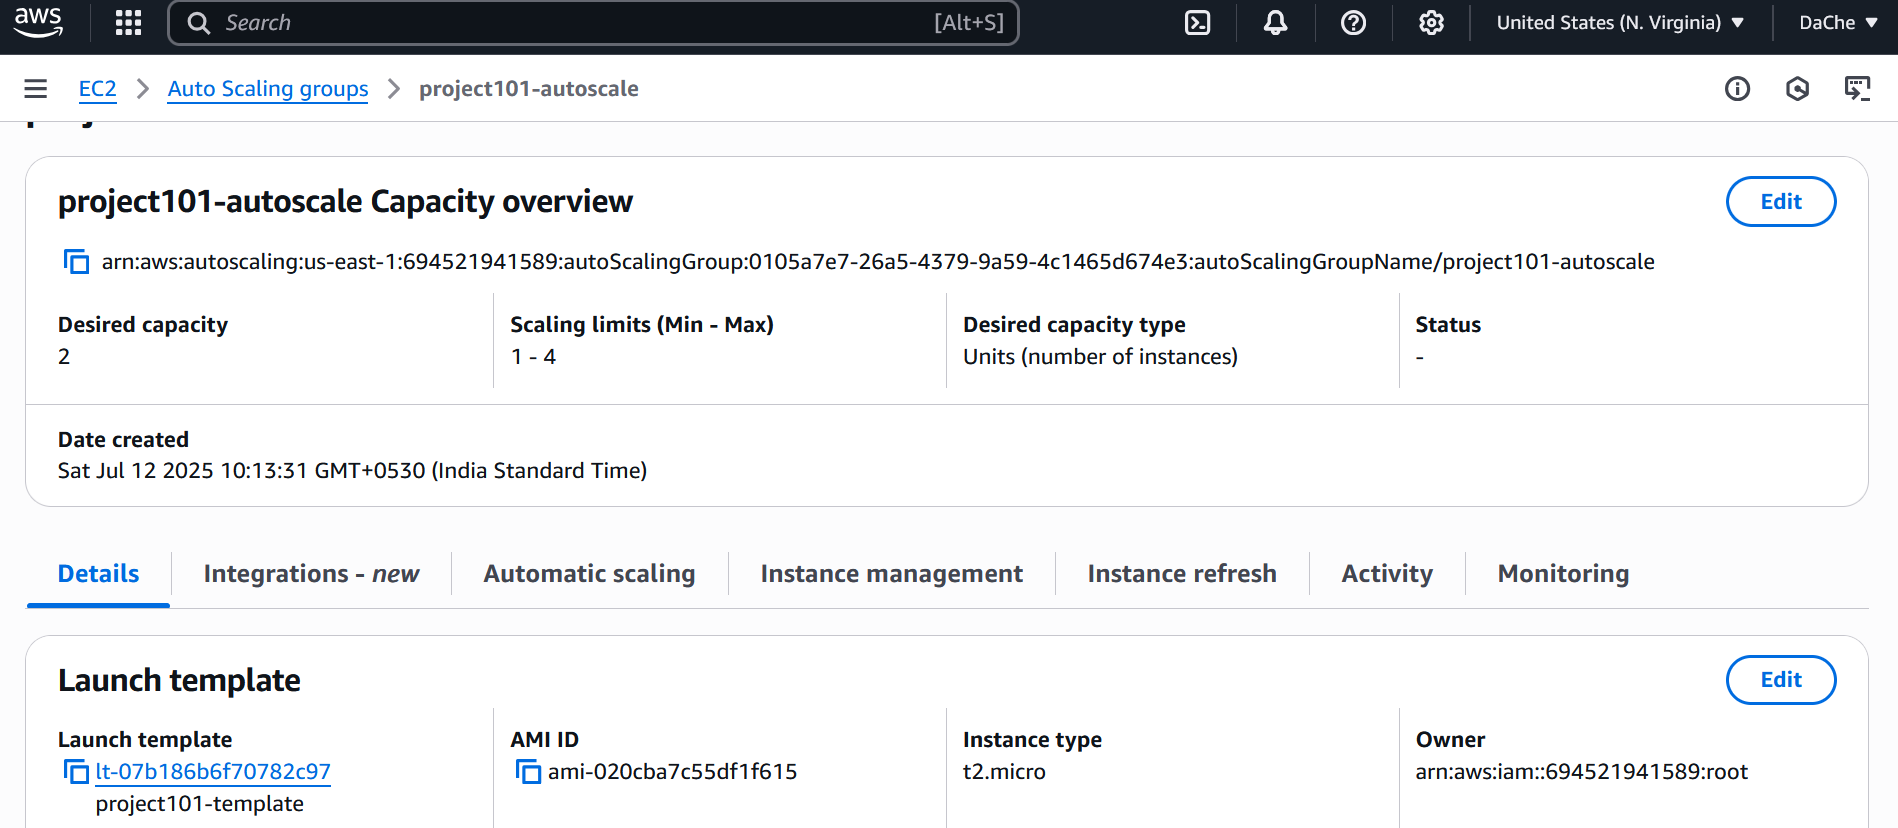 aws
Search [Alt+S]
United States (N. Virginia)
DaChe
EC2 > Auto Scaling groups > project101-autoscale
project101-autoscale Capacity overview
Edit
arn:aws:autoscaling:us-east-1:694521941589:autoScalingGroup:0105a7e7-26a5-4379-9a59-4c1465d674e3:autoScalingGroupName/project101-autoscale
Desired capacity
2
Scaling limits (Min - Max)
1 - 4
Desired capacity type
Units (number of instances)
Status
-
Date created
Sat Jul 12 2025 10:13:31 GMT+0530 (India Standard Time)
Details
Integrations - new
Automatic scaling
Instance management
Instance refresh
Activity
Monitoring
Launch template
Edit
Launch template
lt-07b186b6f70782c97
project101-template
AMI ID
ami-020cba7c55df1f615
Instance type
t2.micro
Owner
arn:aws:iam::694521941589:root